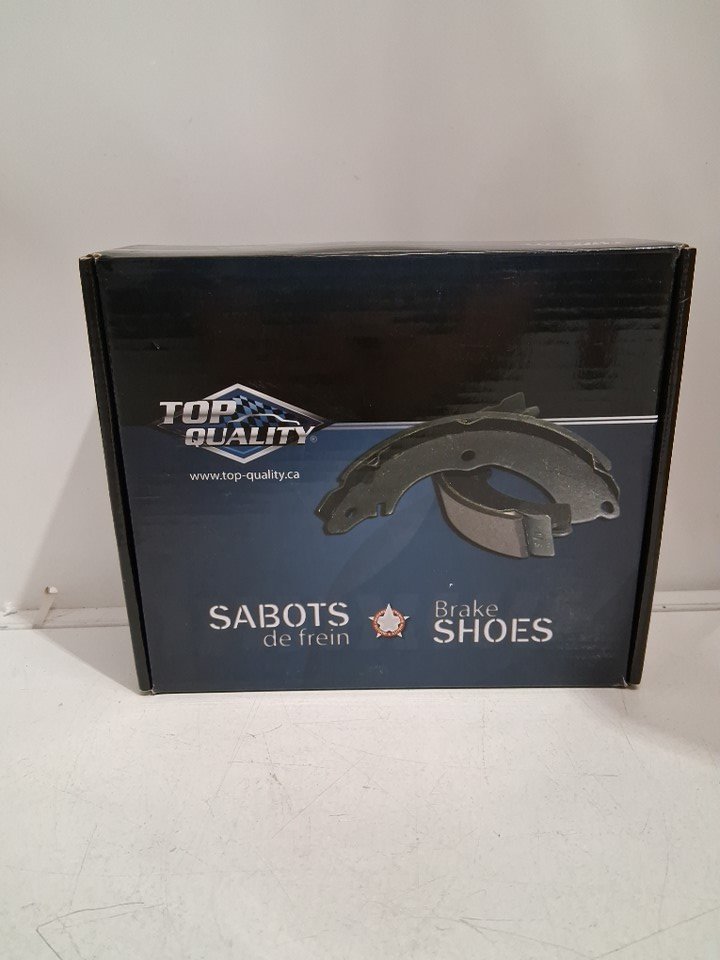 TOP
QUALITY®
www.top-quality.ca
SABOTS
de frein
Brake
SHOES